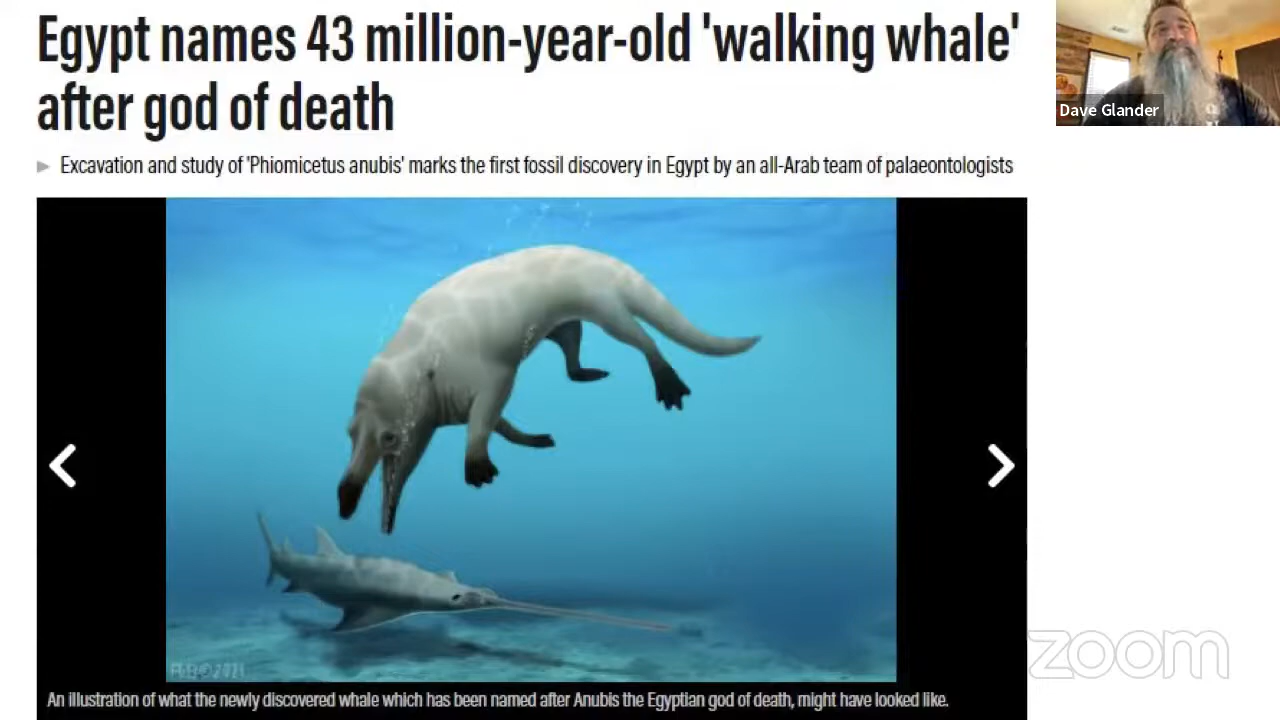 Egypt names 43 million-year-old 'walking whale'
after god of death
Excavation and study of 'Phiomicetus anubis' marks the first fossil discovery in Egypt by an all-Arab team of palaeontologists
Dave Glander
An illustration of what the newly discovered whale which has been named after Anubis the Egyptian god of death, might have looked like.
zoom